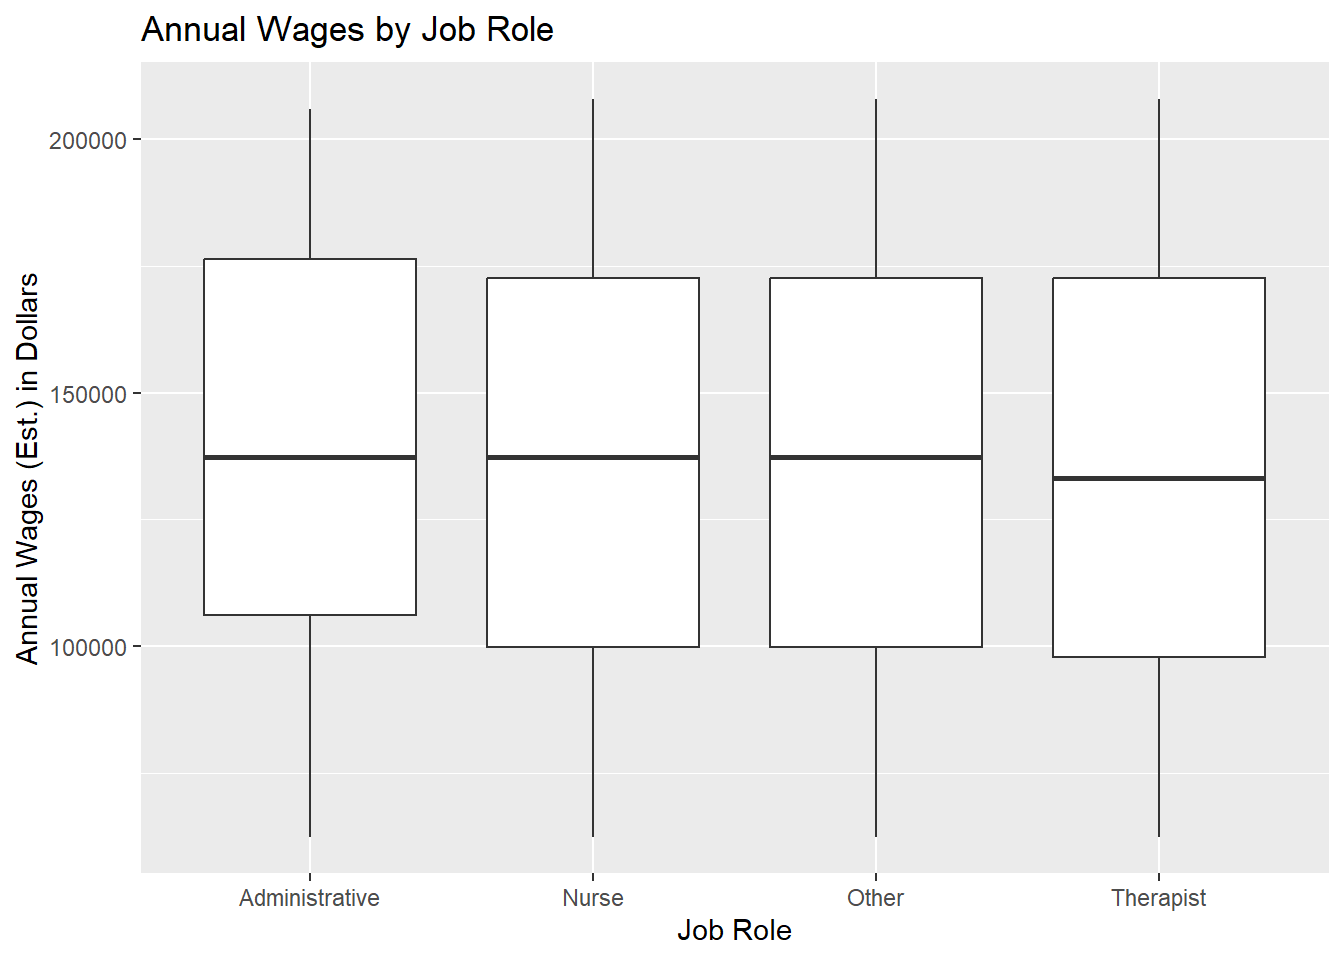 Annual Wages by Job Role
Annual Wages (Est.) in Dollars
200000
150000
100000
Administrative
Nurse
Other
Therapist
Job Role